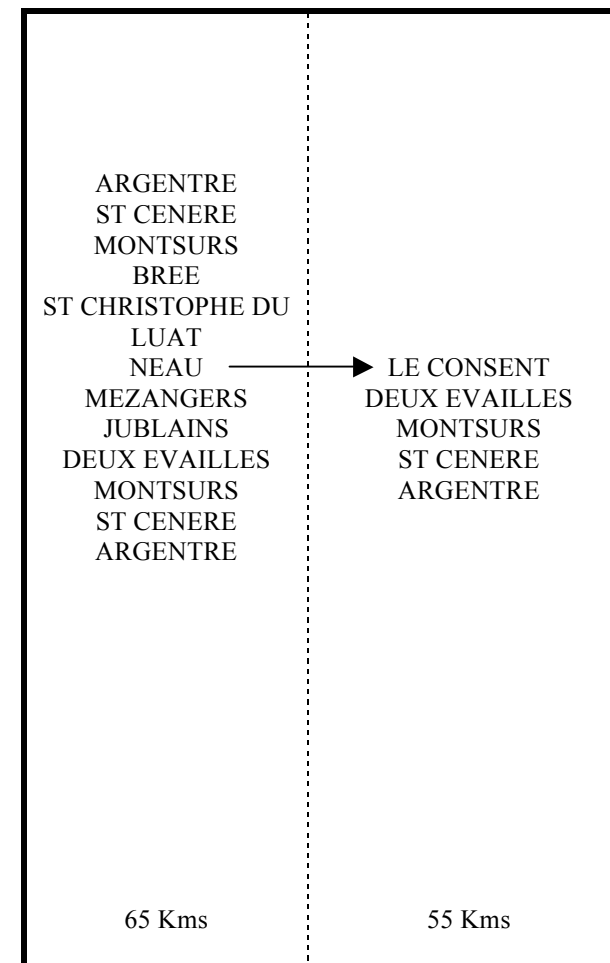 ARGENTRE
ST CENERE
MONTSURS
BREE
ST CHRISTOPHE DU
LUAT
NEAU
MEZANGERS
JUBLAINS
DEUX EVAILLES
MONTSURS
ST CENERE
ARGENTRE
65 Kms
LE CONSENT
DEUX EVAILLES
MONTSURS
ST CENERE
ARGENTRE
55 Kms